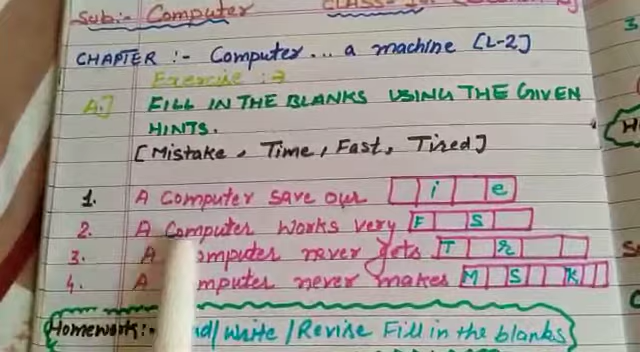 Sub:- Computer
CHAPTER :- Computer... a machine [L-2]
Exercise :-
A.] FILL IN THE BLANKS USING THE GIVEN
HINTS.
[Mistake, Time, Fast, Tired]
1. A Computer save our i e
2. A Computer works very F S
3. A omputer never gets T r
4. A mputer never makes M S K
Homework:- /write /Revise Fill in the blanks